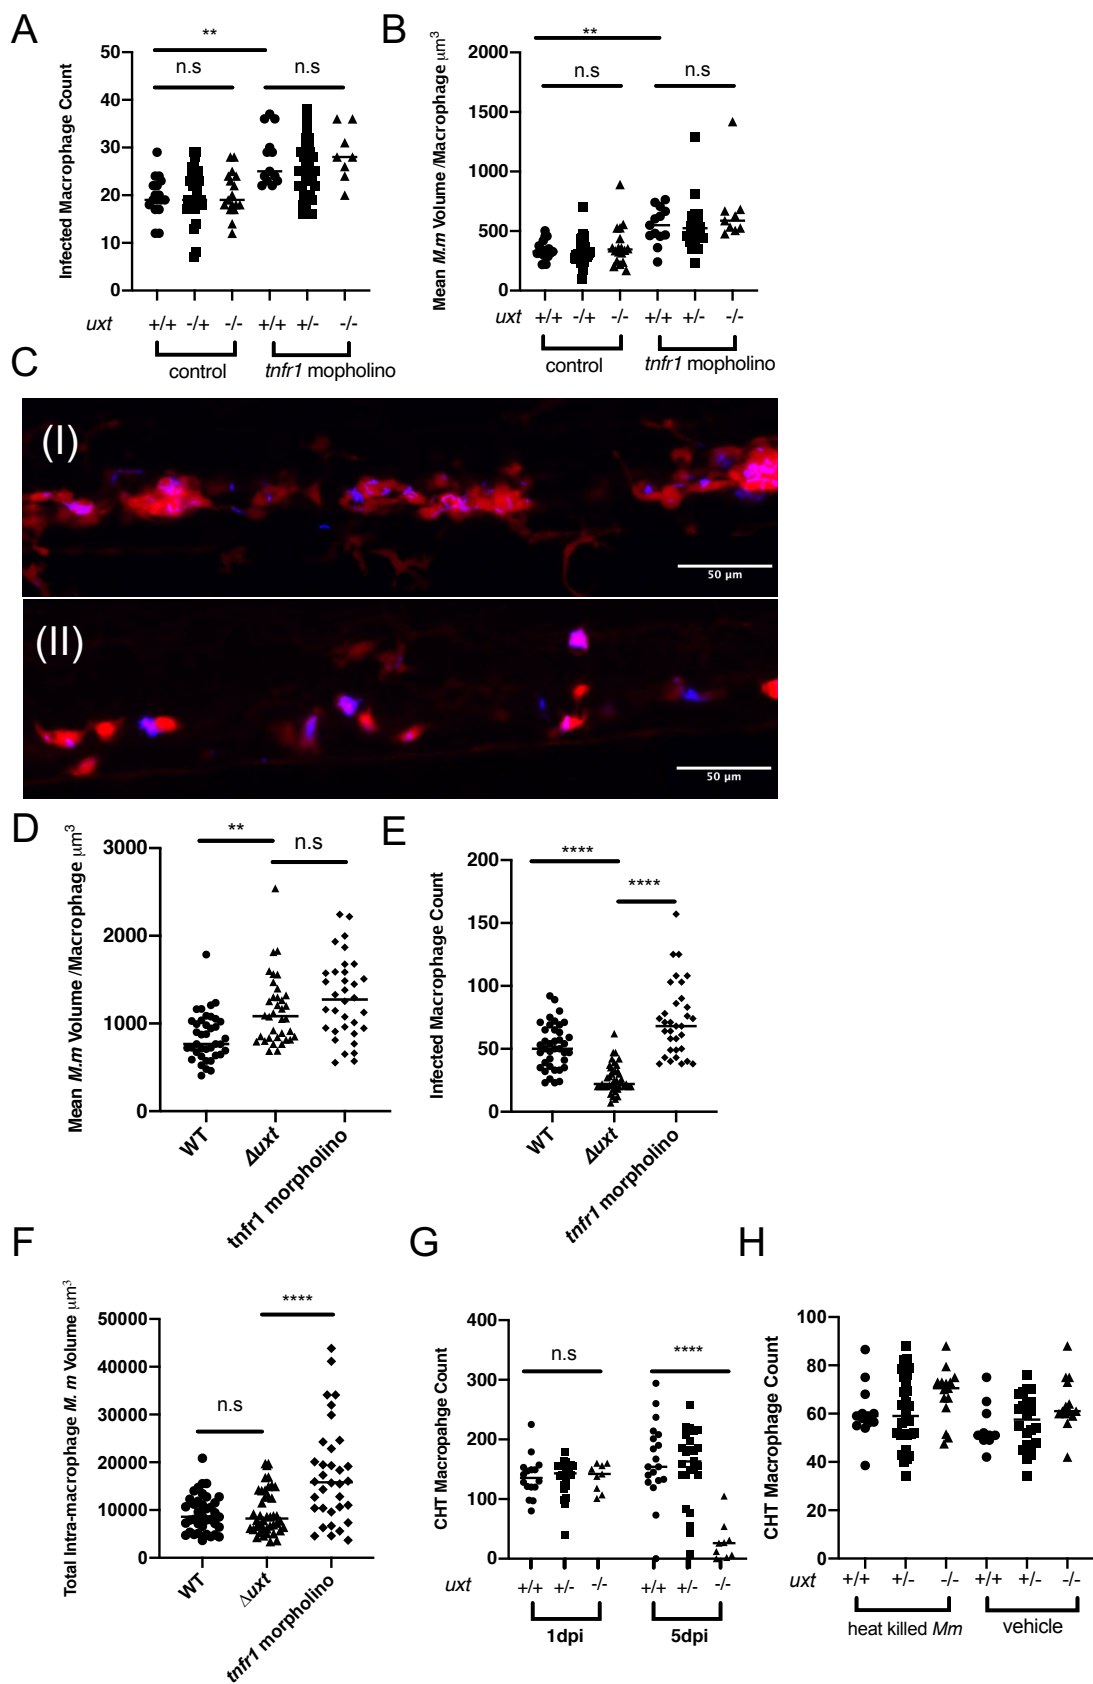 A
B
Infected Macrophage Count
50
40
30
20
10
0
**
n.s
n.s
uxt
+/+ -/+ -/- +/+ +/- -/-
control
tnfr1 mopholino
Mean M.m Volume /Macrophage µm³
2000
1500
1000
500
0
**
n.s
n.s
uxt
+/+ -/+ -/- +/+ +/- -/-
control
tnfr1 mopholino
C
(I)
50 µm
(II)
50 µm
D
Mean M.m Volume /Macrophage µm³
3000
2000
1000
0
**
n.s
WT
Δuxt
tnfr1 morpholino
E
Infected Macrophage Count
200
150
100
50
0
****
****
WT
Δuxt
tnfr1 morpholino
F
Total Intra-macrophage M. m Volume µm³
50000
40000
30000
20000
10000
0
n.s
****
WT
Δuxt
tnfr1 morpholino
G
CHT Macropahge Count
400
300
200
100
0
n.s
****
uxt
+/+ +/- -/- +/+ +/- -/-
1dpi
5dpi
H
CHT Macrophage Count
100
80
60
40
20
0
uxt
+/+ +/- -/- +/+ +/- -/-
heat killed Mm
vehicle